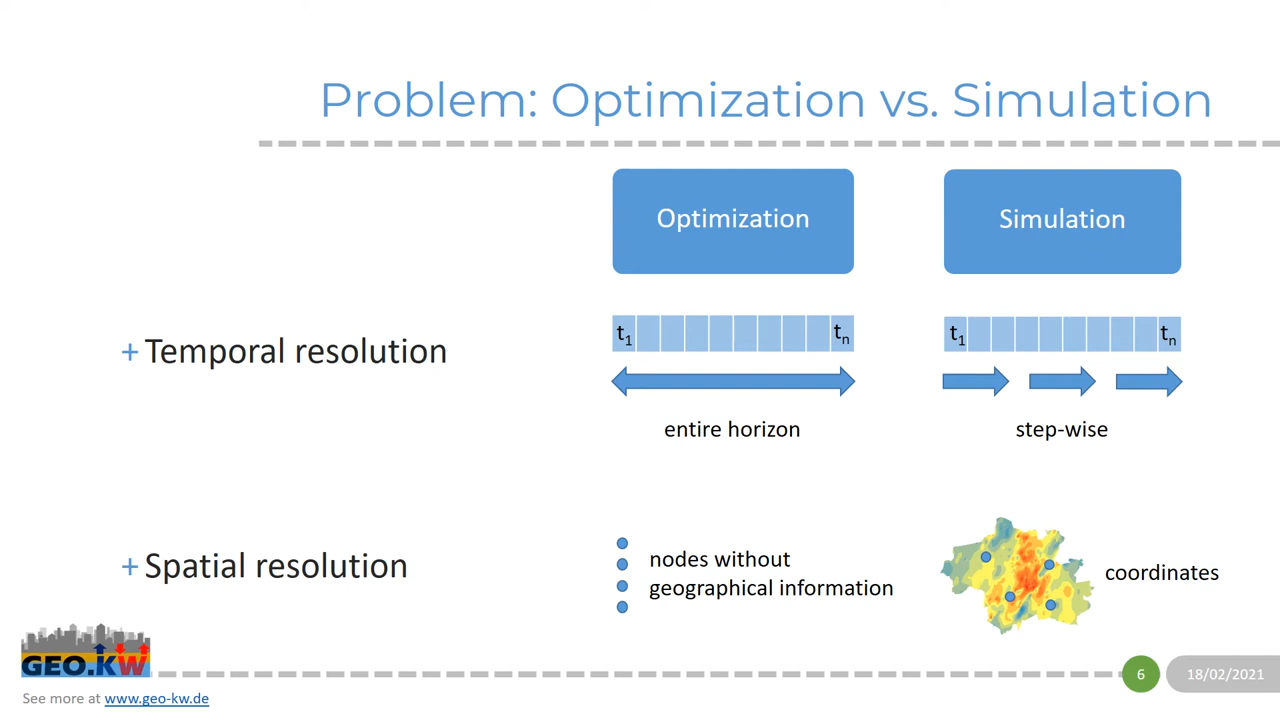 Problem: Optimization vs. Simulation
Optimization
Simulation
+ Temporal resolution
t1
tn
t1
tn
entire horizon
step-wise
+ Spatial resolution
nodes without
geographical information
coordinates
GEO.KW
See more at www.geo-kw.de
6
18/02/2021